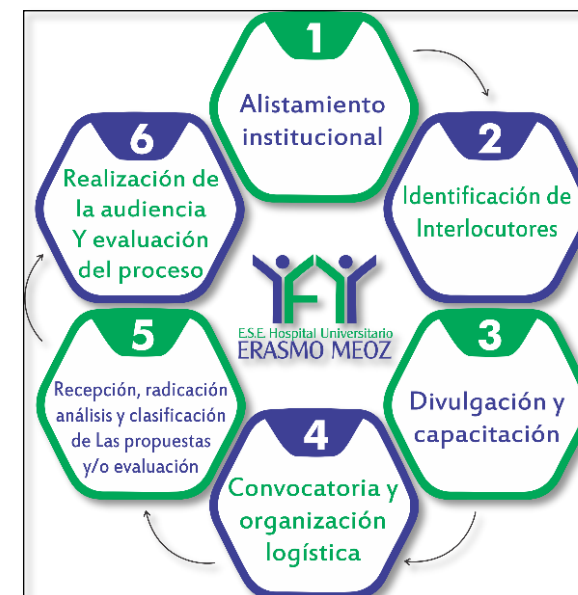 1
Alistamiento
institucional
2
Identificación de
Interlocutores
3
Divulgación y
capacitación
4
Convocatoria y
organización
logística
5
Recepción, radicación
análisis y clasificación
de Las propuestas
y/o evaluación
6
Realización de
la audiencia
Y evaluación
del proceso
E.S.E. Hospital Universitario
ERASMO MEOZ